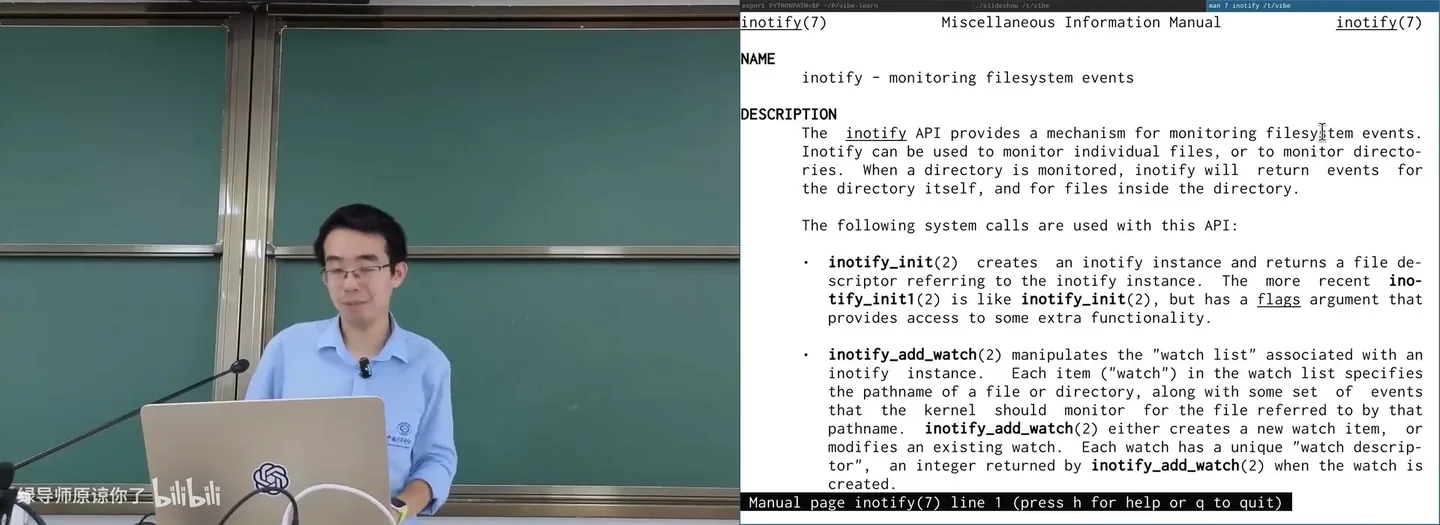 export PYTHONPATH=$P ~/P/vibe-learn
./slideshow /t/vibe
man 7 inotify /t/vibe
inotify(7) Miscellaneous Information Manual inotify(7)
NAME
inotify – monitoring filesystem events
DESCRIPTION
The inotify API provides a mechanism for monitoring filesystem events.
Inotify can be used to monitor individual files, or to monitor directo-
ries. When a directory is monitored, inotify will return events for
the directory itself, and for files inside the directory.
The following system calls are used with this API:
• inotify_init(2) creates an inotify instance and returns a file de-
scriptor referring to the inotify instance. The more recent ino-
tify_init1(2) is like inotify_init(2), but has a flags argument that
provides access to some extra functionality.
• inotify_add_watch(2) manipulates the "watch list" associated with an
inotify instance. Each item ("watch") in the watch list specifies
the pathname of a file or directory, along with some set of events
that the kernel should monitor for the file referred to by that
pathname. inotify_add_watch(2) either creates a new watch item, or
modifies an existing watch. Each watch has a unique "watch descrip-
tor", an integer returned by inotify_add_watch(2) when the watch is
created.
Manual page inotify(7) line 1 (press h for help or q to quit)
绿导师原谅你了 bilibili